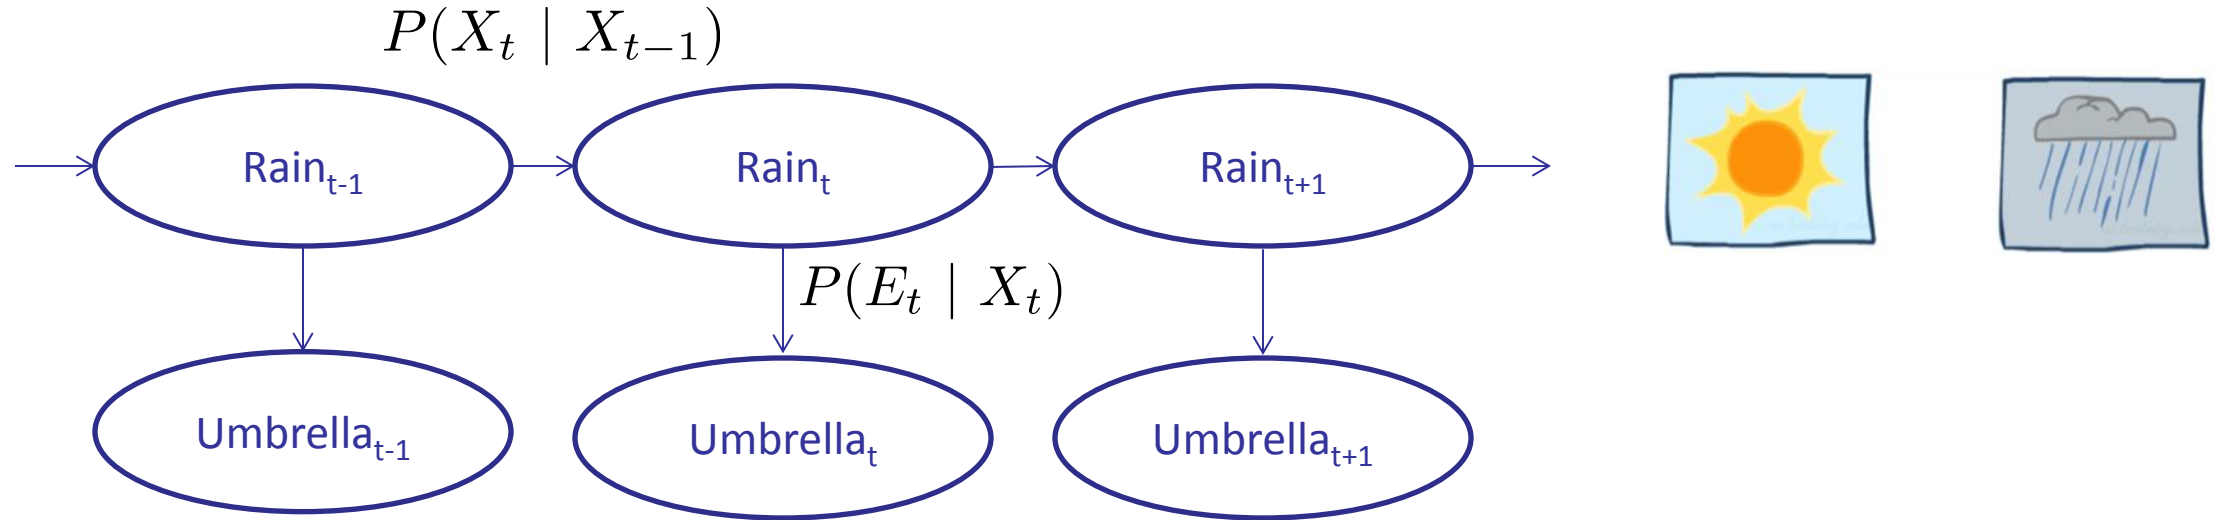 P(X_t | X_{t-1})
Rain_{t-1}
Rain_t
Rain_{t+1}
P(E_t | X_t)
Umbrella_{t-1}
Umbrella_t
Umbrella_{t+1}